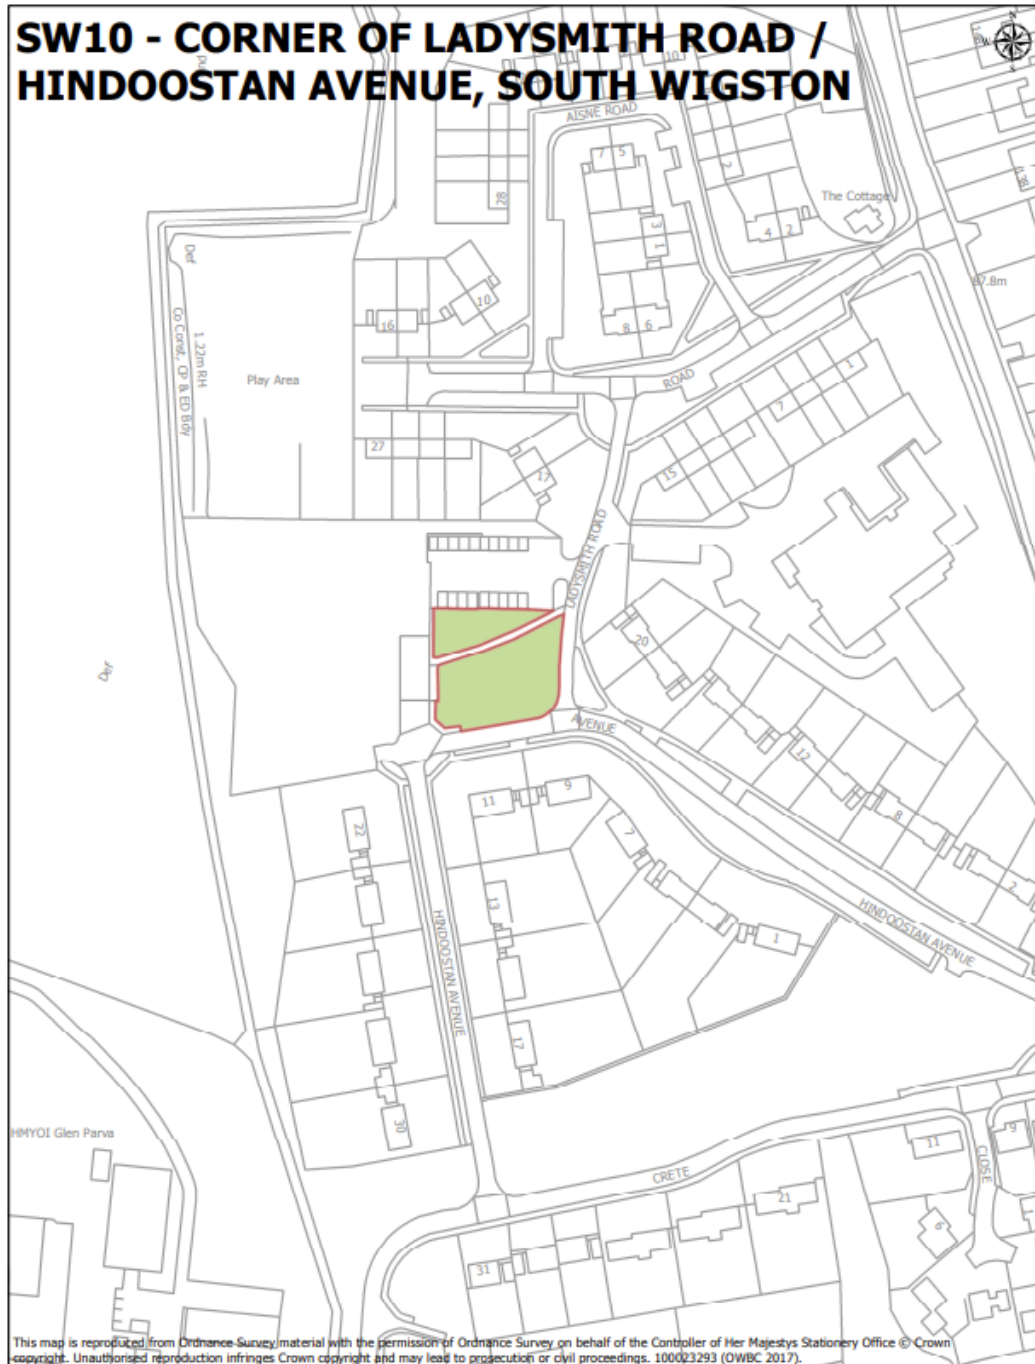 SW10 - CORNER OF LADYSMITH ROAD /
HINDOOSTAN AVENUE, SOUTH WIGSTON
W
10
AISNE ROAD
7 5
2
28
The Cottage
3
1
4 2
138
Def
87.8m
10
16
8 6
1.22m RH
Co Const, CP & ED Bdy
Play Area
ROAD
1
7
27
17
15
LADYSMITH ROAD
20
Def
AVENUE
12
11
9
8
22
7
2
13
HINDOOSTAN AVENUE
1
HINDOOSTAN AVENUE
17
30
HMYOI Glen Parva
11
9
CLOSE
CRETE
21
6
31
This map is reproduced from Ordnance Survey material with the permission of Ordnance Survey on behalf of the Controller of Her Majestys Stationery Office © Crown
copyright. Unauthorised reproduction infringes Crown copyright and may lead to prosecution or civil proceedings. 100023293 (OWBC 2017).